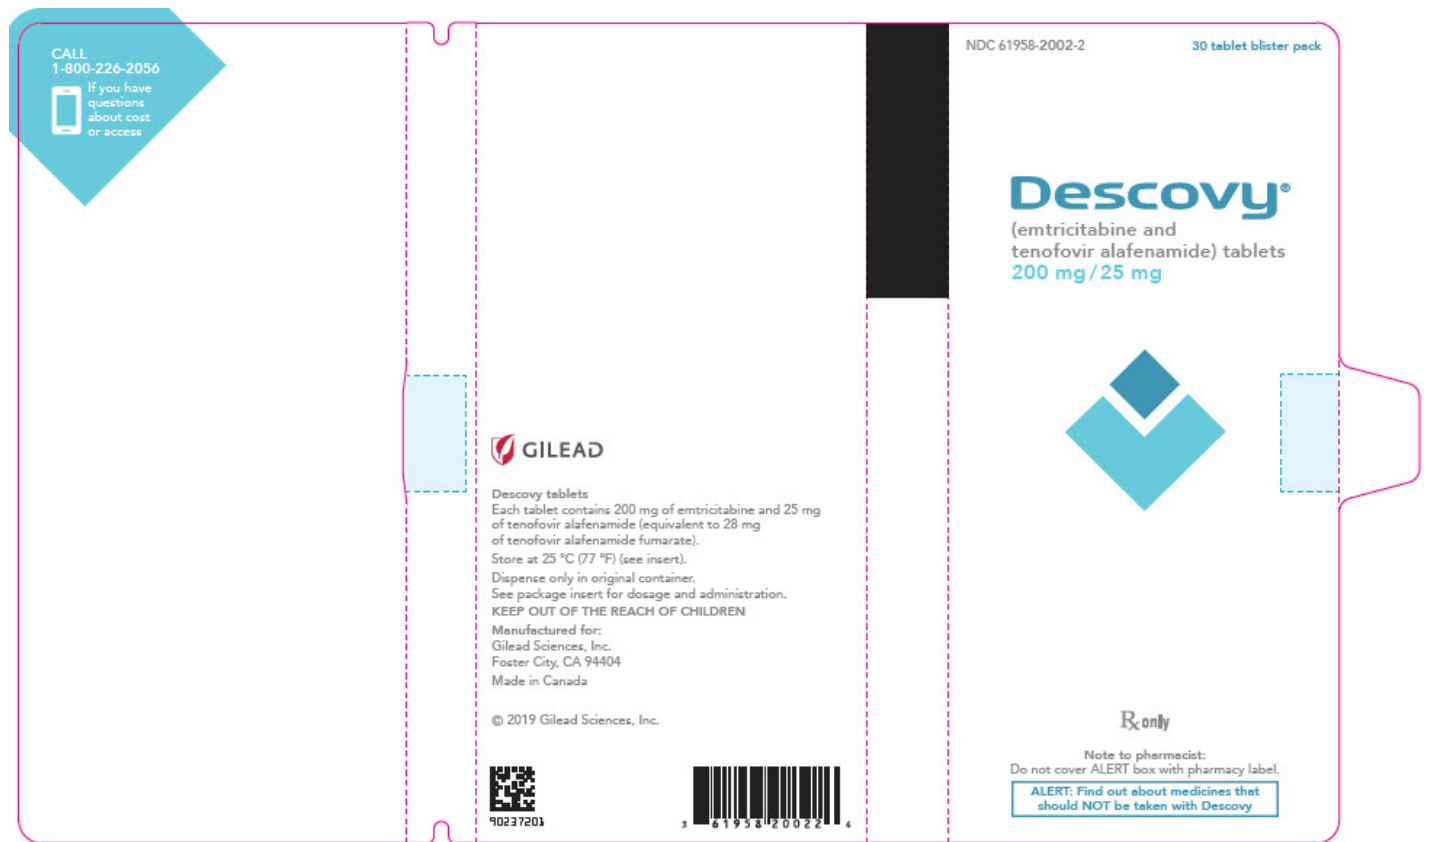 CALL
1-800-226-2056
If you have
questions
about cost
or access
GILEAD
Descovy tablets
Each tablet contains 200 mg of emtricitabine and 25 mg
of tenofovir alafenamide (equivalent to 28 mg
of tenofovir alafenamide fumarate).
Store at 25 °C (77 °F) (see insert).
Dispense only in original container.
See package insert for dosage and administration.
KEEP OUT OF THE REACH OF CHILDREN
Manufactured for:
Gilead Sciences, Inc.
Foster City, CA 94404
Made in Canada
© 2019 Gilead Sciences, Inc.
90237201
3 61958 20022 6
NDC 61958-2002-2
30 tablet blister pack
Descovy®
(emtricitabine and
tenofovir alafenamide) tablets
200 mg/25 mg
Rx only
Note to pharmacist:
Do not cover ALERT box with pharmacy label.
ALERT: Find out about medicines that
should NOT be taken with Descovy